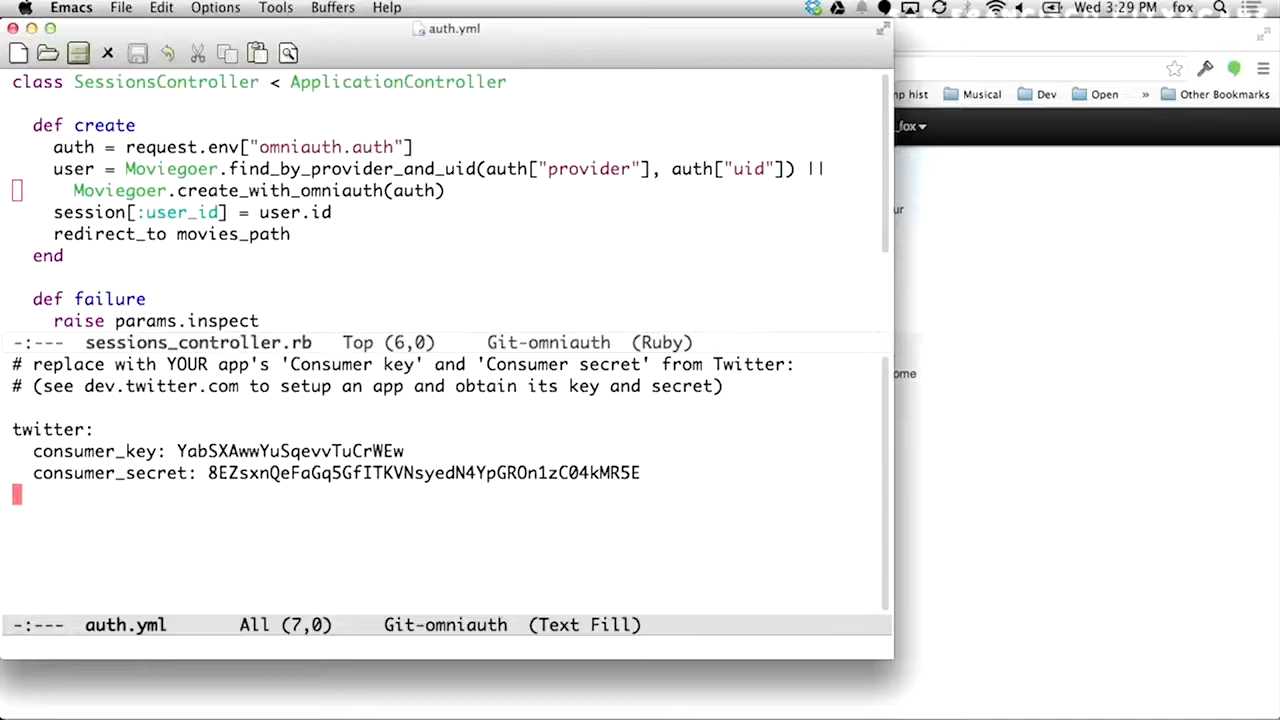 Emacs File Edit Options Tools Buffers Help
Wed 3:29 PM fox
auth.yml
class SessionsController < ApplicationController
def create
auth = request.env["omniauth.auth"]
user = Moviegoer.find_by_provider_and_uid(auth["provider"], auth["uid"]) ||
Moviegoer.create_with_omniauth(auth)
session[:user_id] = user.id
redirect_to movies_path
end
def failure
raise params.inspect
-:--- sessions_controller.rb Top (6,0) Git-omniauth (Ruby)
# replace with YOUR app's 'Consumer key' and 'Consumer secret' from Twitter:
# (see dev.twitter.com to setup an app and obtain its key and secret)
twitter:
consumer_key: YabSXAwwYuSqevvTuCrWEw
consumer_secret: 8EZsxnQeFaGq5GfITKVNsyedN4YpGROn1zC04kMR5E
-:--- auth.yml All (7,0) Git-omniauth (Text Fill)
mp hist Musical Dev Open » Other Bookmarks
_fox
ur
ome